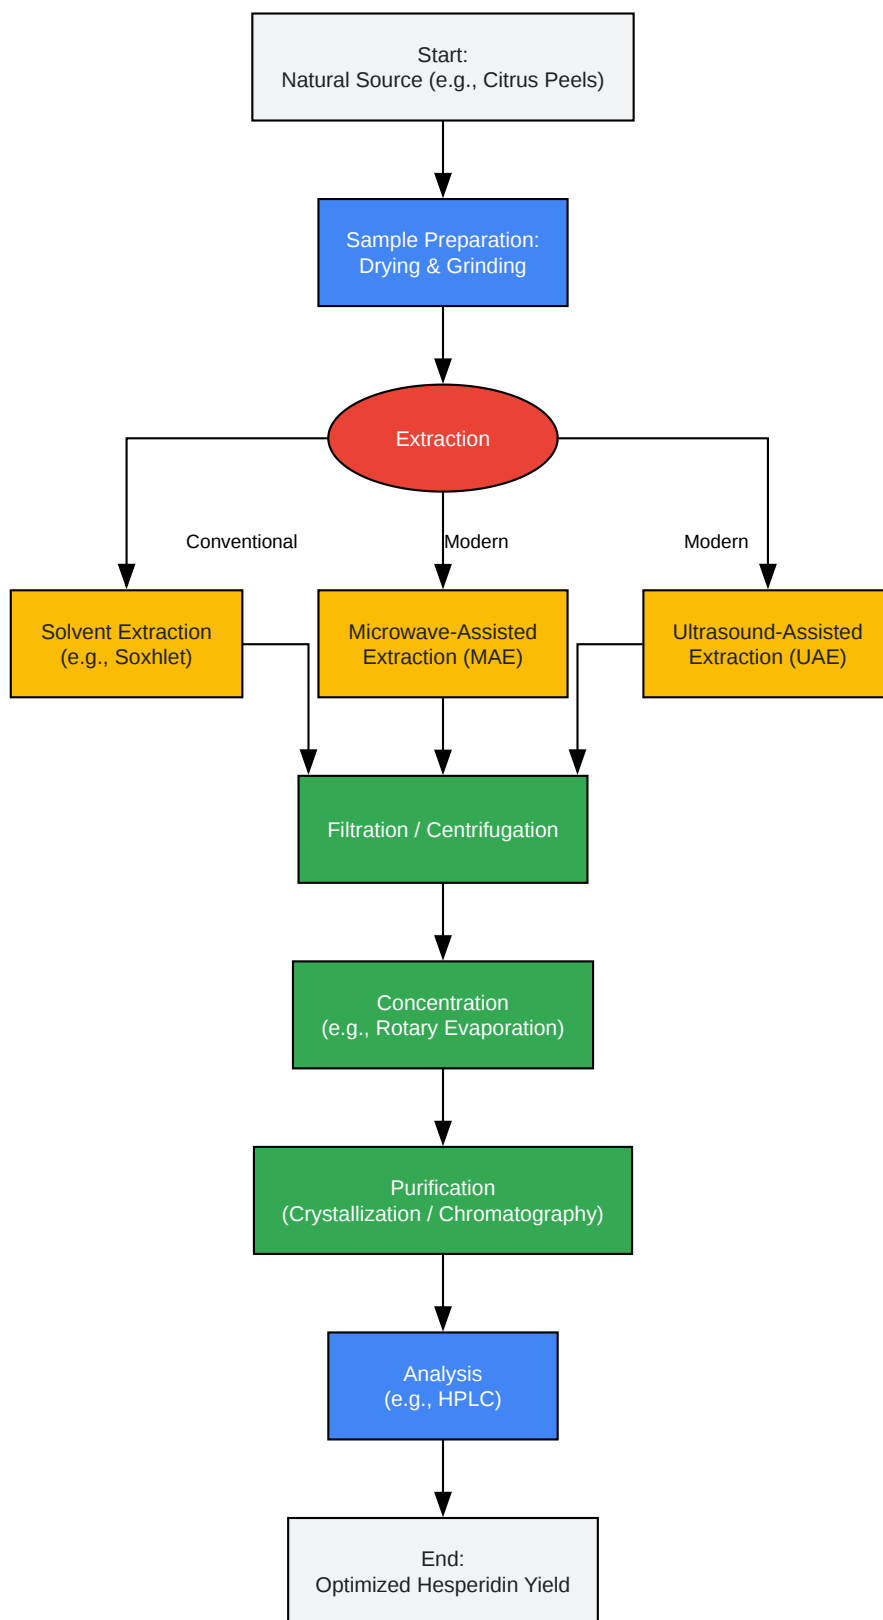 Start:
Natural Source (e.g., Citrus Peels)
Sample Preparation:
Drying & Grinding
Extraction
Conventional
Modern
Modern
Solvent Extraction
(e.g., Soxhlet)
Microwave-Assisted
Extraction (MAE)
Ultrasound-Assisted
Extraction (UAE)
Filtration / Centrifugation
Concentration
(e.g., Rotary Evaporation)
Purification
(Crystallization / Chromatography)
Analysis
(e.g., HPLC)
End:
Optimized Hesperidin Yield